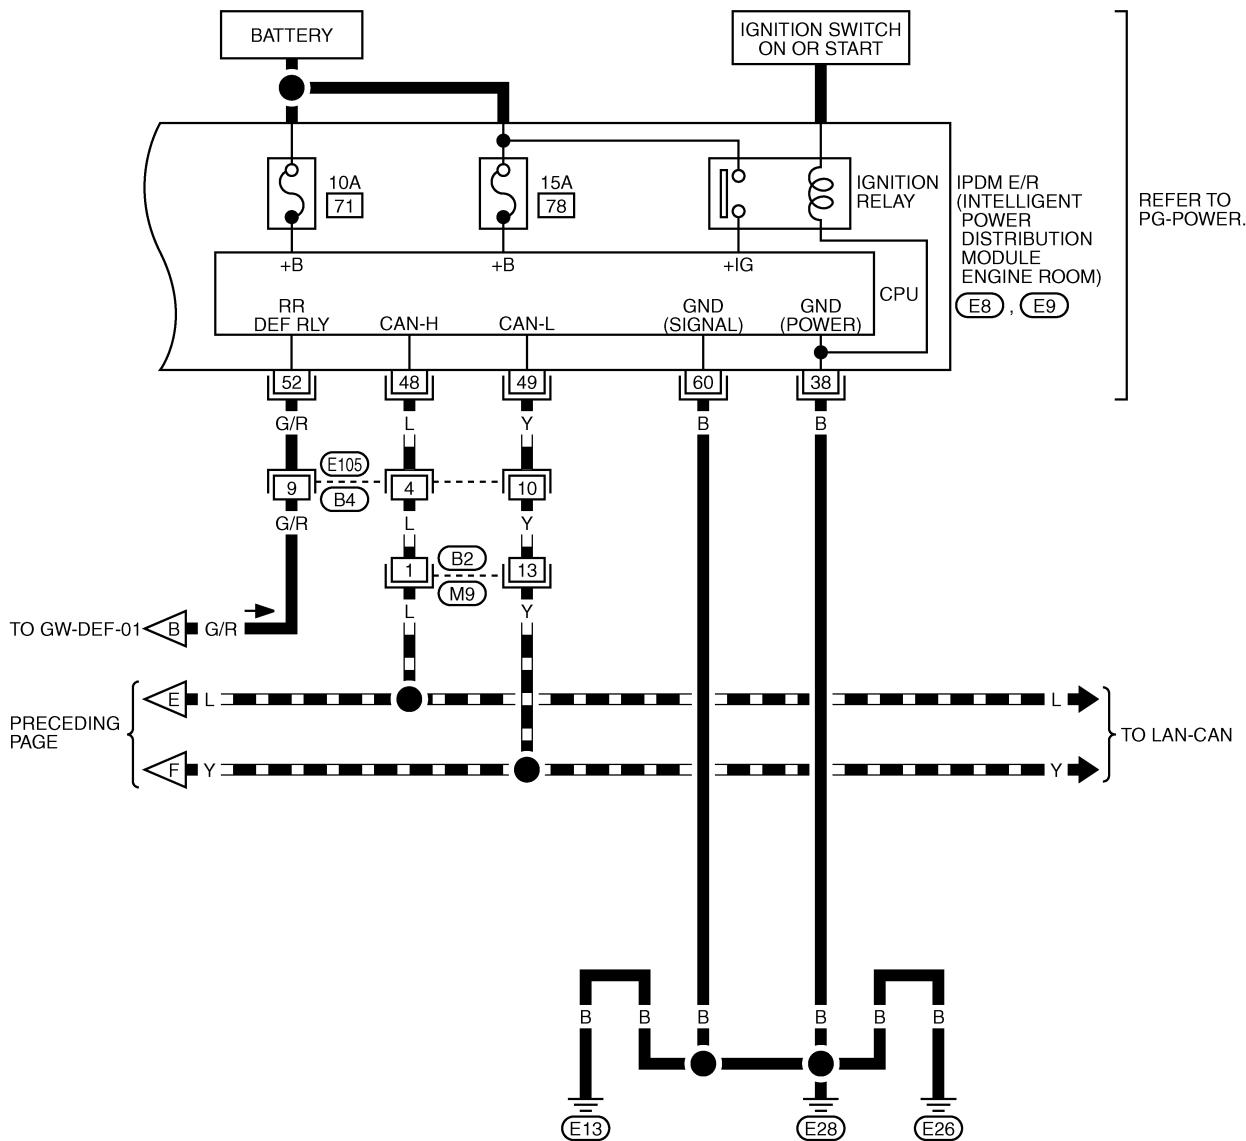 BATTERY
IGNITION SWITCH
ON OR START
10A
71
15A
78
IGNITION
RELAY
IPDM E/R
(INTELLIGENT
POWER
DISTRIBUTION
MODULE
ENGINE ROOM)
E8 , E9
REFER TO
PG-POWER.
+B
+B
+IG
CPU
RR
DEF RLY
CAN-H
CAN-L
GND
(SIGNAL)
GND
(POWER)
52
48
49
60
38
G/R
L
Y
B
B
E105
9
4
10
B4
G/R
L
Y
B2
1
13
M9
L
Y
TO GW-DEF-01
B
G/R
E
L
L
PRECEDING
PAGE
TO LAN-CAN
F
Y
Y
B
B
B
B
B
B
E13
E28
E26